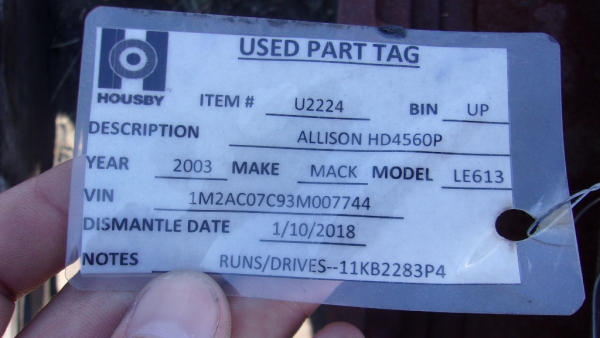 USED PART TAG
HOUSBY
ITEM # U2224 BIN UP
DESCRIPTION ALLISON HD4560P
YEAR 2003 MAKE MACK MODEL LE613
VIN 1M2AC07C93M007744
DISMANTLE DATE 1/10/2018
NOTES RUNS/DRIVES--11KB2283P4